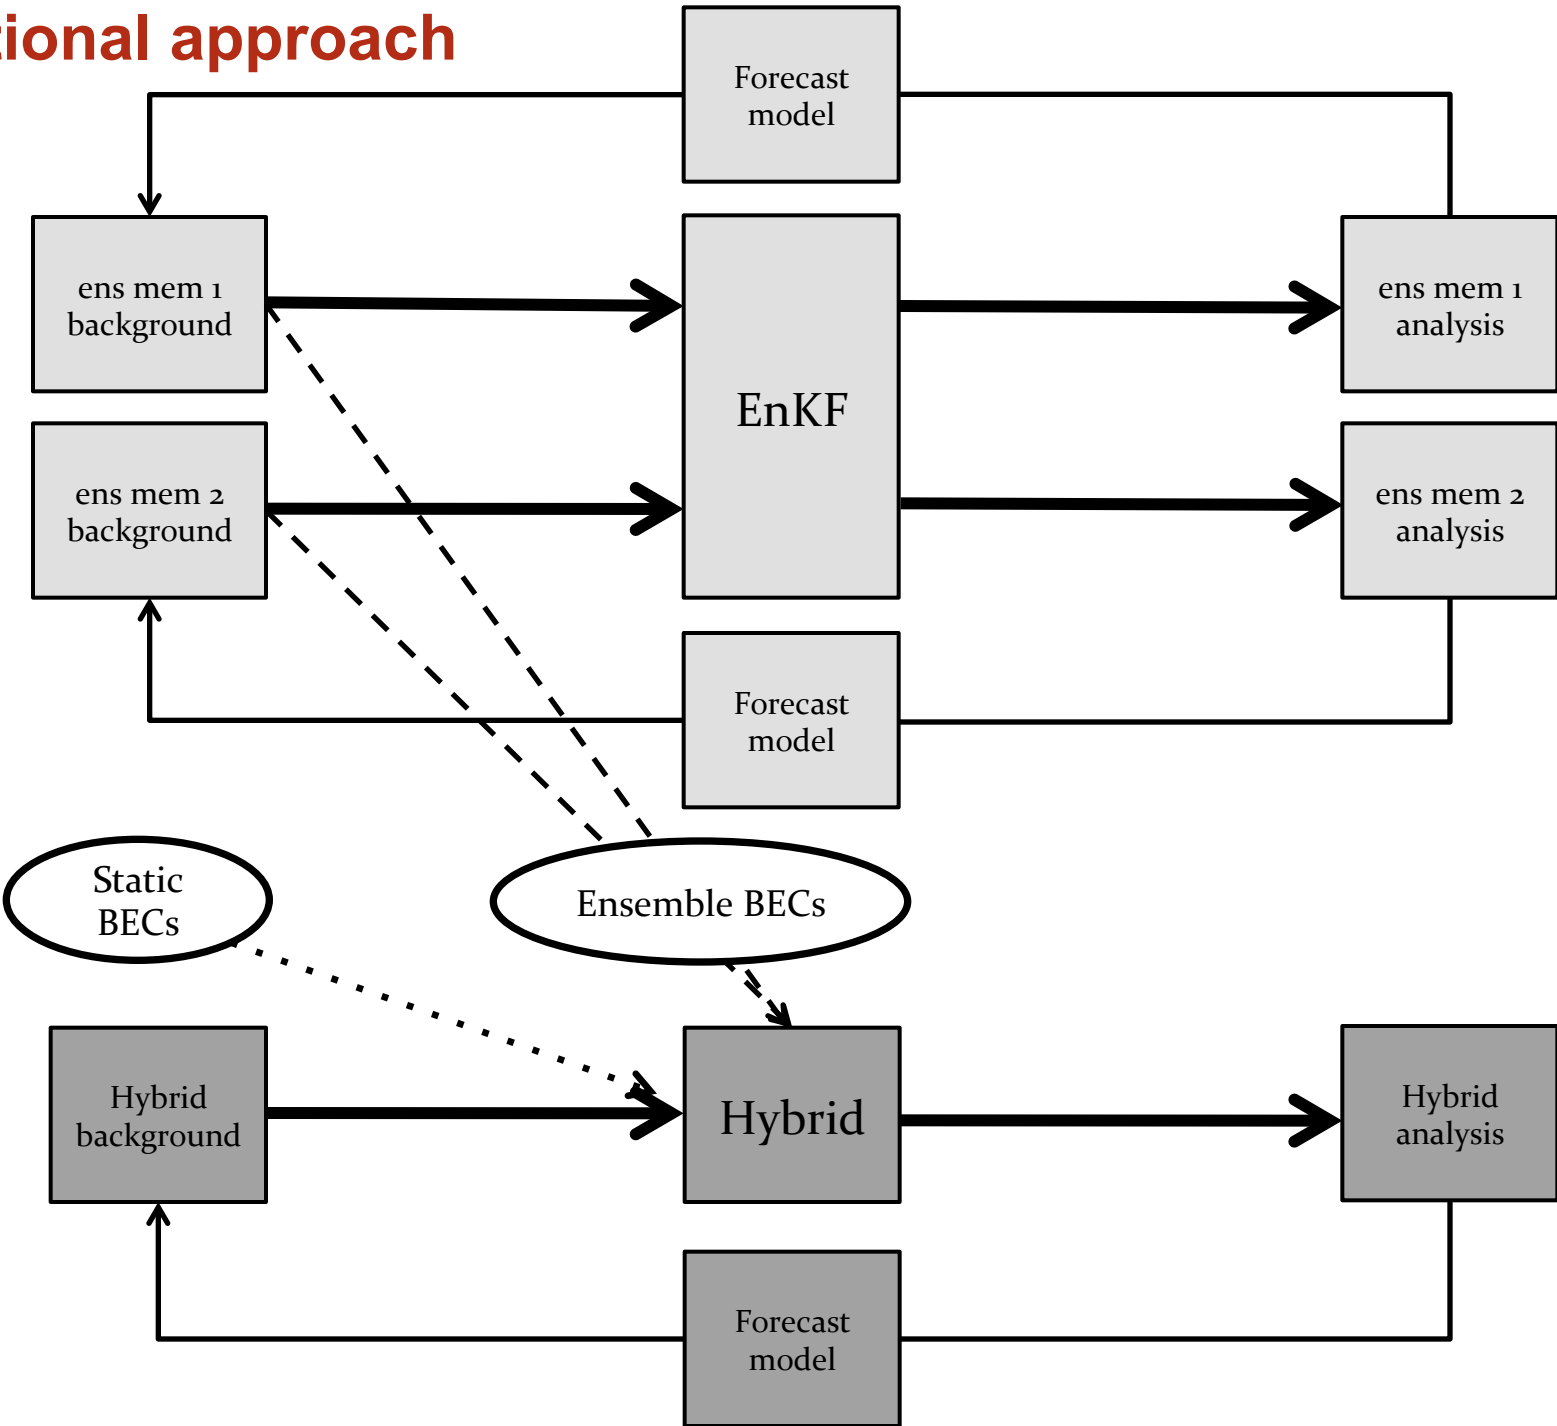 tional approach
Forecast
model
ens mem 1
background
ens mem 1
analysis
EnKF
ens mem 2
background
ens mem 2
analysis
Forecast
model
Static
BECs
Ensemble BECs
Hybrid
background
Hybrid
Hybrid
analysis
Forecast
model